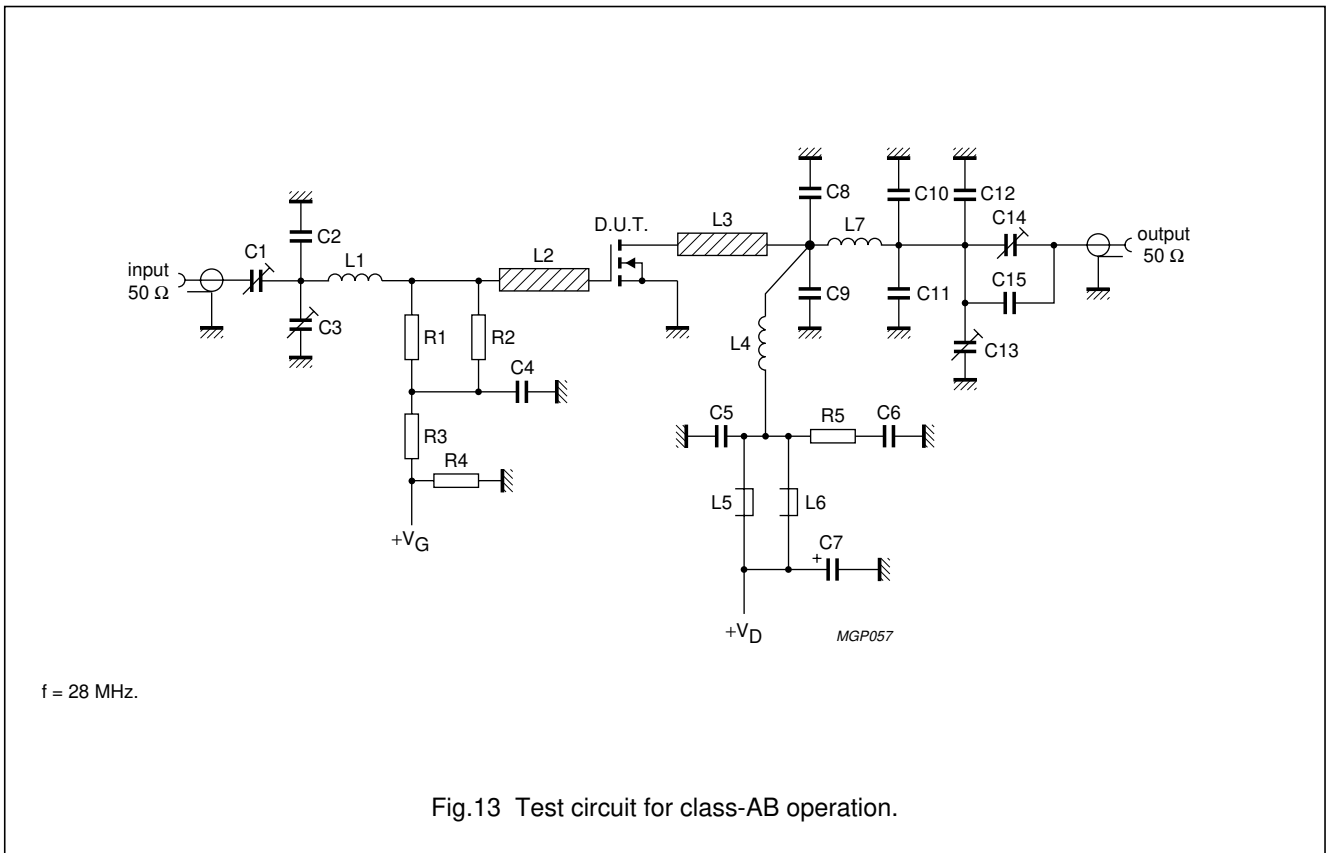 C8
C10
C12
C2
D.U.T.
L3
L7
C14
output
50 Ω
C1
L1
L2
input
50 Ω
C3
C9
C11
C15
R1
R2
L4
C13
C4
C5
R5
C6
R3
R4
L5
L6
+VG
C7
+
+VD
MGP057
f = 28 MHz.
Fig.13 Test circuit for class-AB operation.